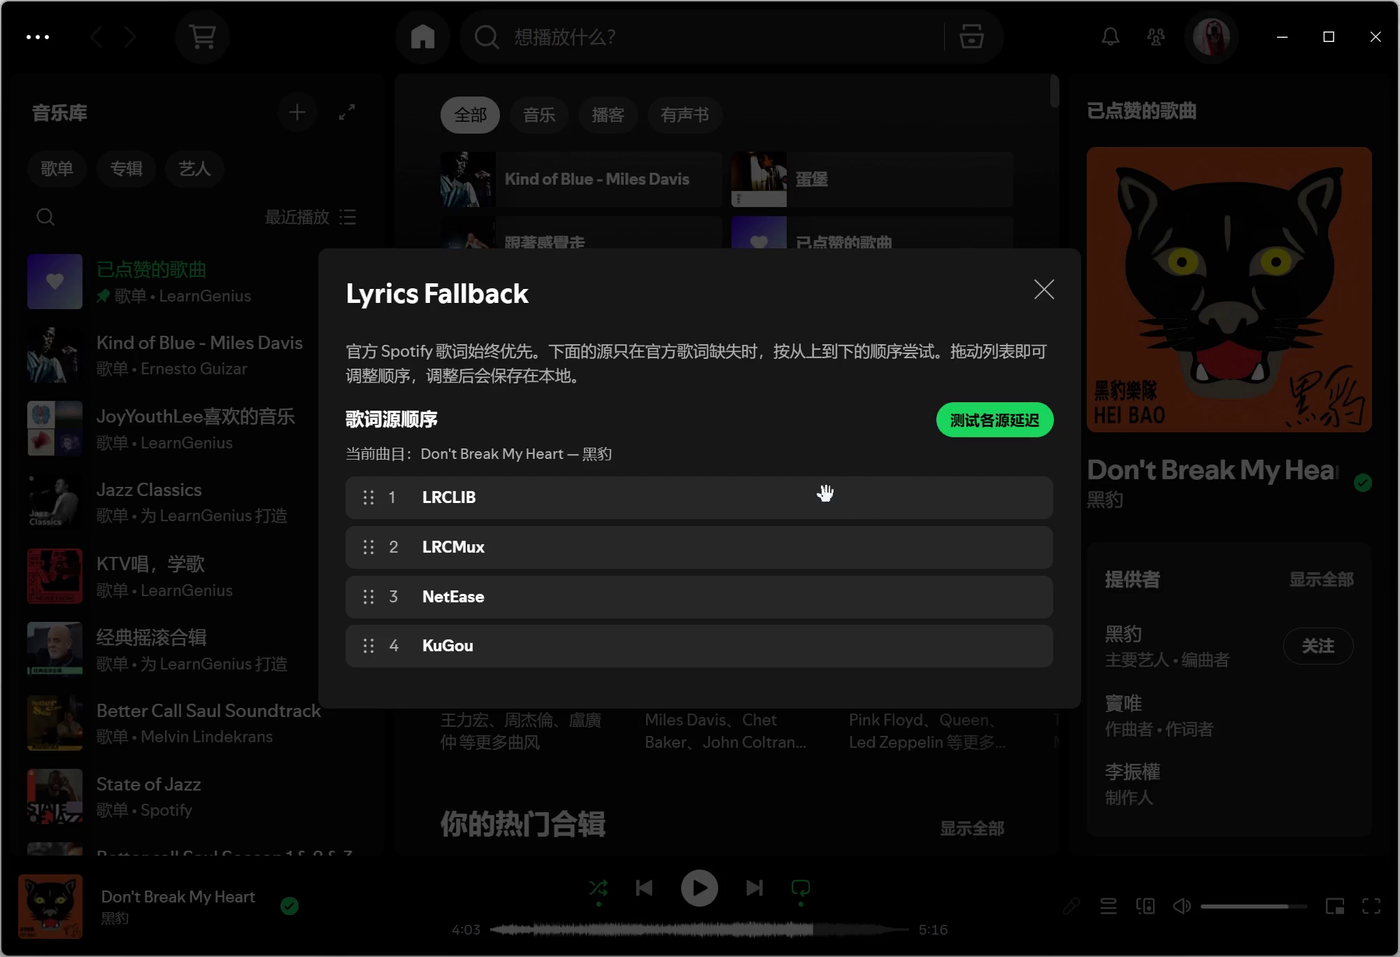 想播放什么?
音乐库
歌单 专辑 艺人
最近播放
已点赞的歌曲
歌单 • LearnGenius
Kind of Blue - Miles Davis
歌单 • Ernesto Guizar
JoyYouthLee喜欢的音乐
歌单 • LearnGenius
Jazz Classics
歌单 • 为 LearnGenius 打造
KTV唱，学歌
歌单 • LearnGenius
经典摇滚合辑
歌单 • 为 LearnGenius 打造
Better Call Saul Soundtrack
歌单 • Melvin Lindekrans
State of Jazz
歌单 • Spotify
全部 音乐 播客 有声书
Kind of Blue - Miles Davis
蛋堡
跟著感覺走
已点赞的歌曲
Lyrics Fallback
官方 Spotify 歌词始终优先。下面的源只在官方歌词缺失时，按从上到下的顺序尝试。拖动列表即可
调整顺序，调整后会保存在本地。
歌词源顺序
测试各源延迟
当前曲目：Don't Break My Heart — 黑豹
1 LRCLIB
2 LRCMux
3 NetEase
4 KuGou
王力宏、周杰倫、盧廣
仲 等更多曲风
Miles Davis、Chet
Baker、John Coltran...
Pink Floyd、Queen、
Led Zeppelin 等更多...
你的热门合辑
显示全部
已点赞的歌曲
黑豹樂隊
HEI BAO
黑豹
Don't Break My Hea
黑豹
提供者
显示全部
黑豹
主要艺人 • 编曲者
关注
竇唯
作曲者 • 作词者
李振權
制作人
Don't Break My Heart
黑豹
4:03
5:16